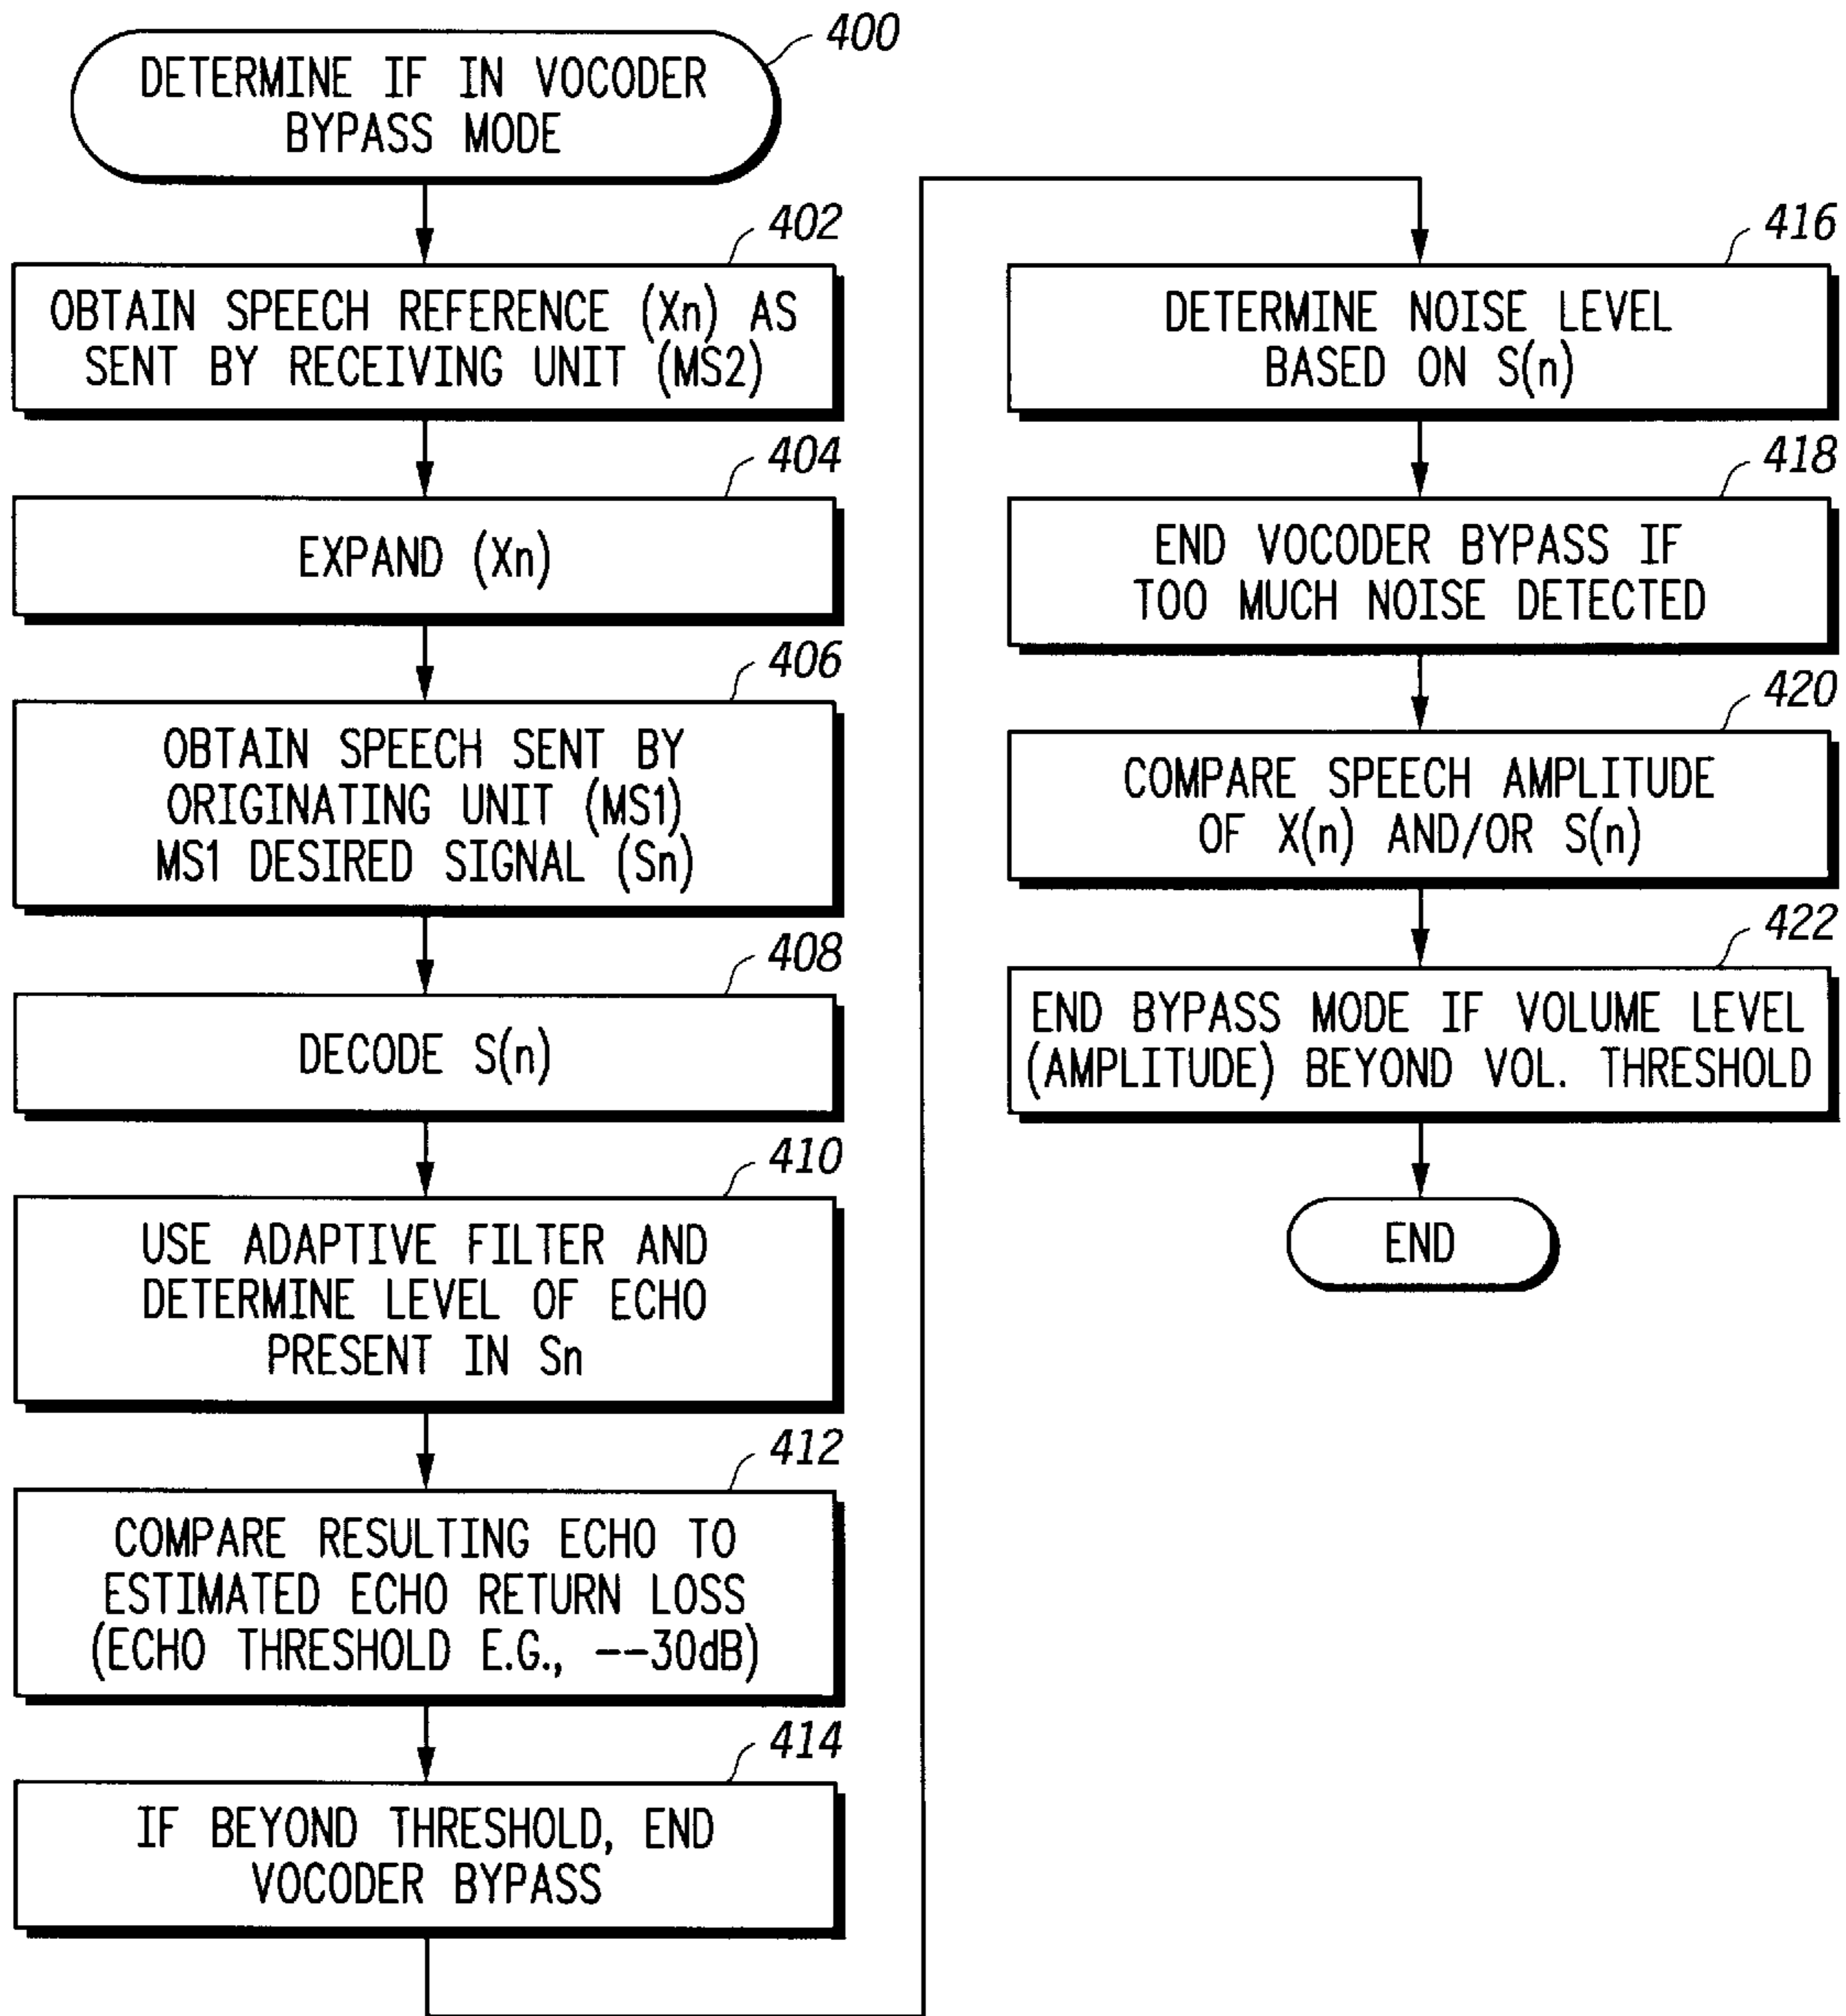 400
DETERMINE IF IN VOCODER
BYPASS MODE
402
OBTAIN SPEECH REFERENCE (Xn) AS
SENT BY RECEIVING UNIT (MS2)
404
EXPAND (Xn)
406
OBTAIN SPEECH SENT BY
ORIGINATING UNIT (MS1)
MS1 DESIRED SIGNAL (Sn)
408
DECODE S(n)
410
USE ADAPTIVE FILTER AND
DETERMINE LEVEL OF ECHO
PRESENT IN Sn
412
COMPARE RESULTING ECHO TO
ESTIMATED ECHO RETURN LOSS
(ECHO THRESHOLD E.G., --30dB)
414
IF BEYOND THRESHOLD, END
VOCODER BYPASS
416
DETERMINE NOISE LEVEL
BASED ON S(n)
418
END VOCODER BYPASS IF
TOO MUCH NOISE DETECTED
420
COMPARE SPEECH AMPLITUDE
OF X(n) AND/OR S(n)
422
END BYPASS MODE IF VOLUME LEVEL
(AMPLITUDE) BEYOND VOL. THRESHOLD
END